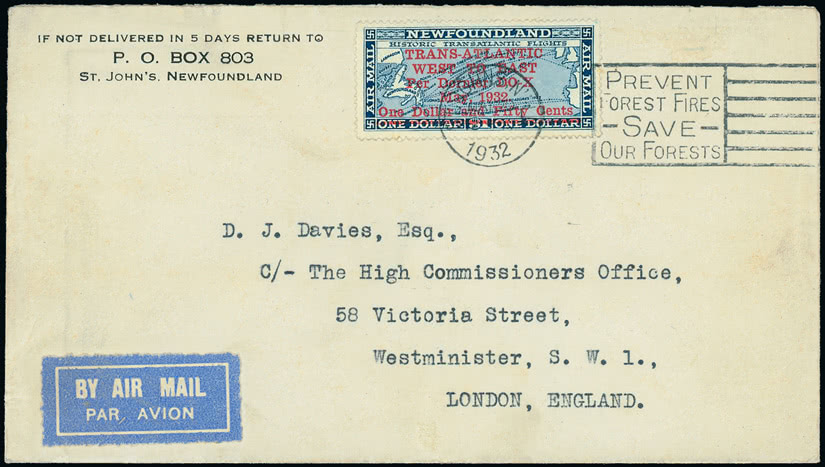 IF NOT DELIVERED IN 5 DAYS RETURN TO
P. O. BOX 803
ST. JOHN'S, NEWFOUNDLAND
NEWFOUNDLAND
HISTORIC TRANSATLANTIC FLIGHTS
AIR MAIL
AIR MAIL
TRANS-ATLANTIC
WEST TO EAST
Per Dornier DO-X
May, 1932.
One Dollar and Fifty Cents
ONE DOLLAR $1 ONE DOLLAR
1932
PREVENT
FOREST FIRES
-SAVE-
OUR FORESTS
D. J. Davies, Esq.,
C/- The High Commissioners Office,
58 Victoria Street,
Westminister, S. W. 1.,
LONDON, ENGLAND.
BY AIR MAIL
PAR AVION